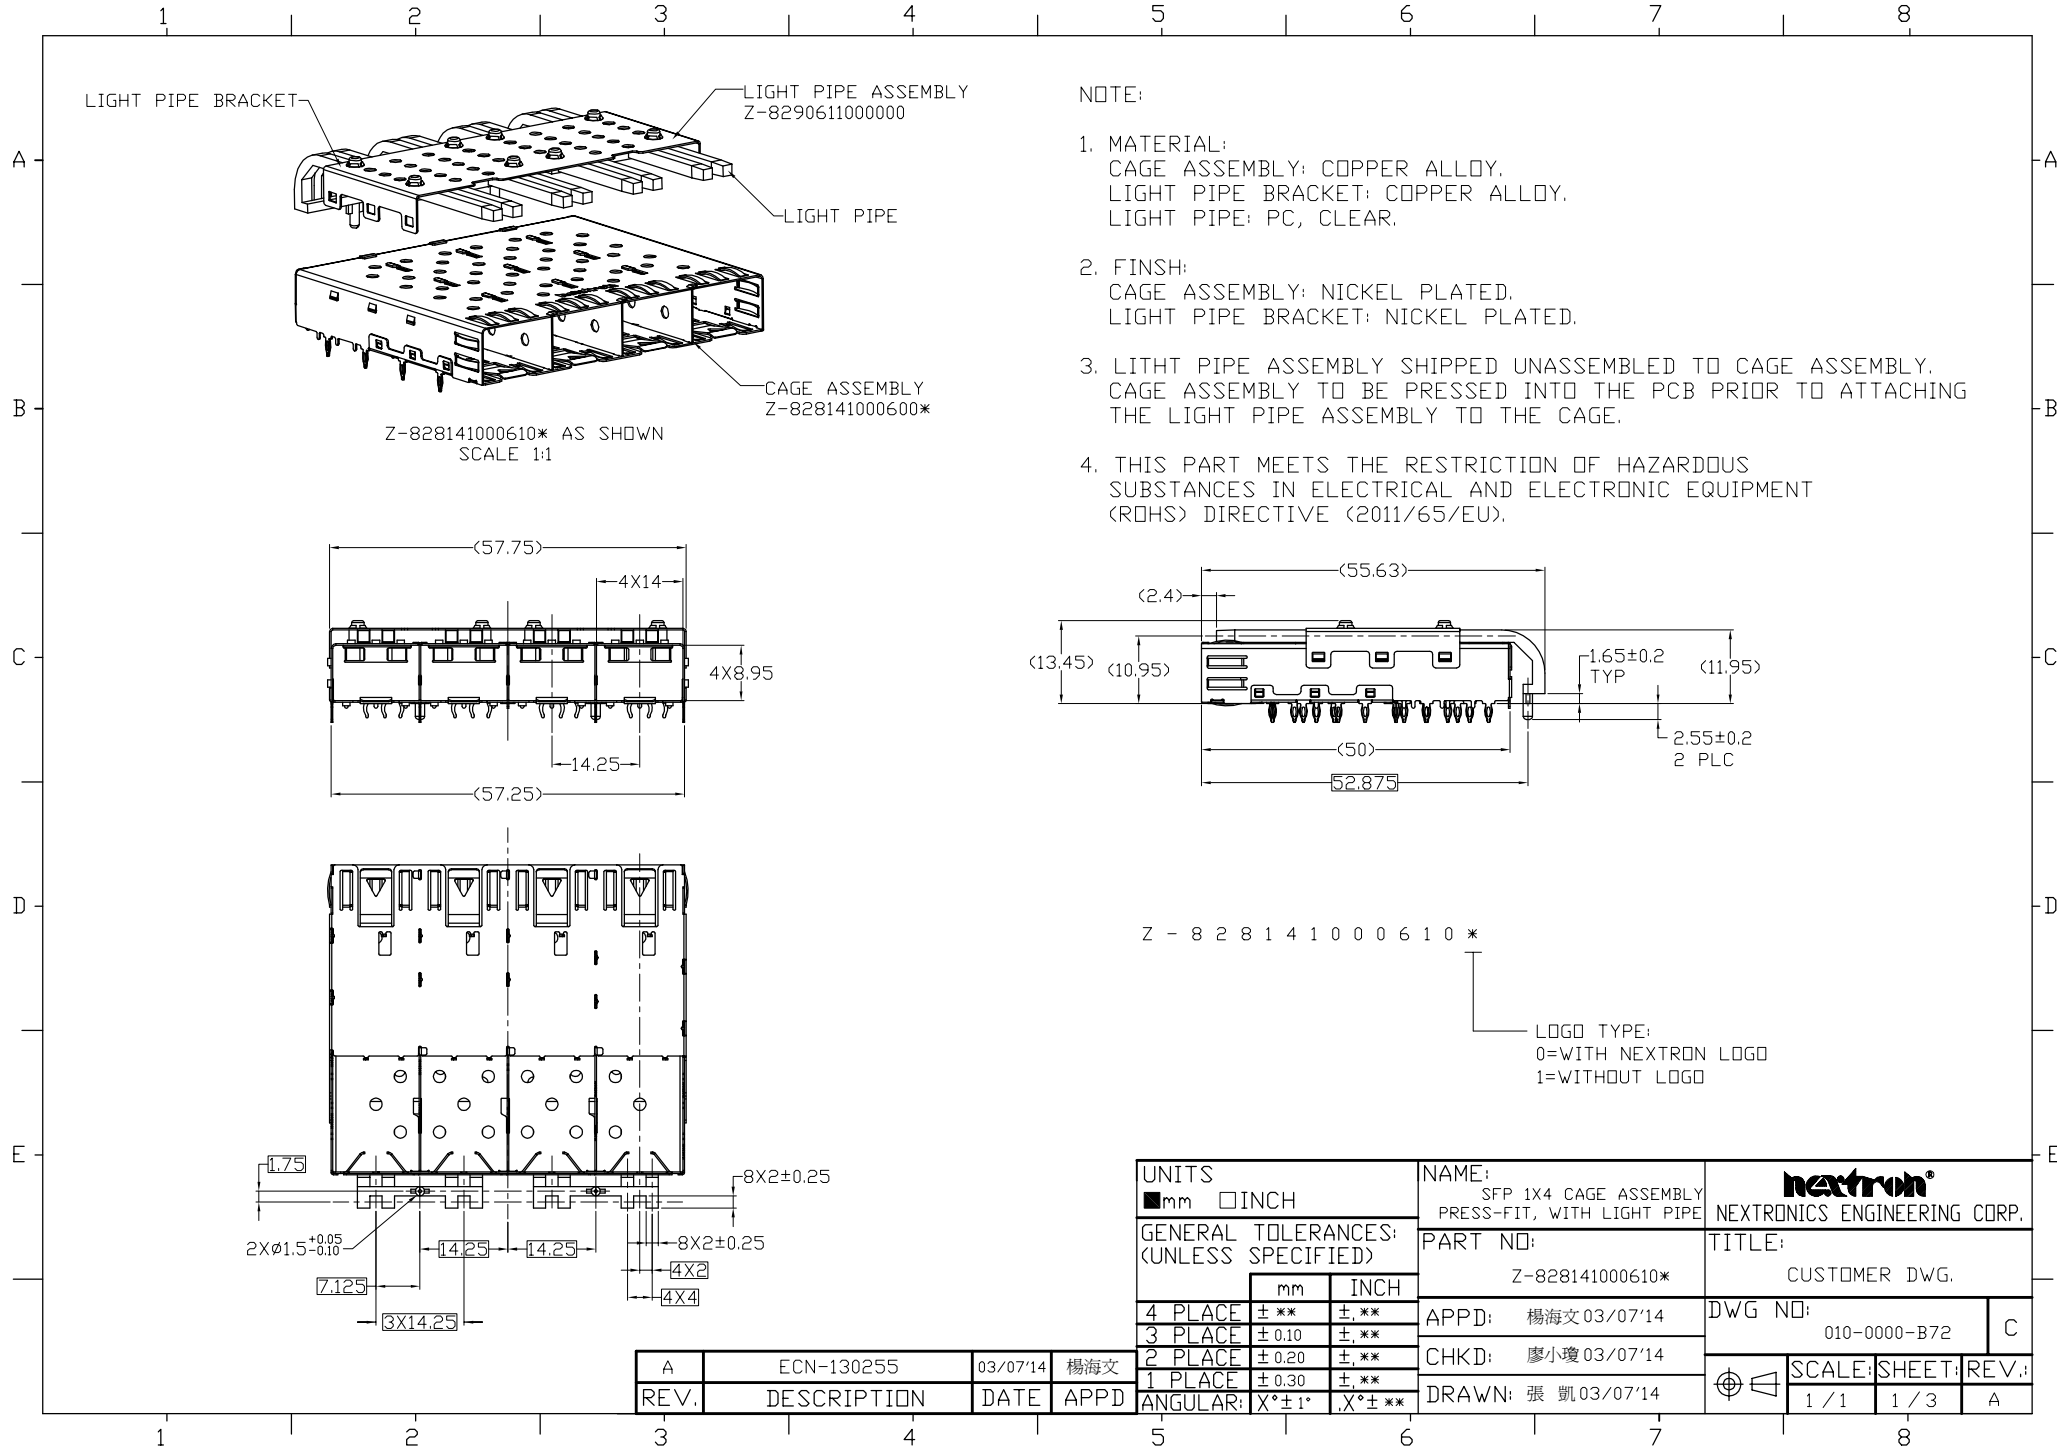 1 2 3 4 5 6 7 8
A
B
C
D
E
A
B
C
D
E
1 2 3 4 5 6 7 8
LIGHT PIPE BRACKET
LIGHT PIPE ASSEMBLY
Z-8290611000000
LIGHT PIPE
CAGE ASSEMBLY
Z-828141000600*
Z-828141000610* AS SHOWN
SCALE 1:1
NOTE:
1. MATERIAL:
CAGE ASSEMBLY: COPPER ALLOY.
LIGHT PIPE BRACKET: COPPER ALLOY.
LIGHT PIPE: PC, CLEAR.
2. FINSH:
CAGE ASSEMBLY: NICKEL PLATED.
LIGHT PIPE BRACKET: NICKEL PLATED.
3. LITHT PIPE ASSEMBLY SHIPPED UNASSEMBLED TO CAGE ASSEMBLY.
CAGE ASSEMBLY TO BE PRESSED INTO THE PCB PRIOR TO ATTACHING
THE LIGHT PIPE ASSEMBLY TO THE CAGE.
4. THIS PART MEETS THE RESTRICTION OF HAZARDOUS
SUBSTANCES IN ELECTRICAL AND ELECTRONIC EQUIPMENT
(ROHS) DIRECTIVE (2011/65/EU).
(57.75)
4X14
4X8.95
14.25
(57.25)
(55.63)
(2.4)
(13.45)
(10.95)
1.65±0.2
TYP
(11.95)
2.55±0.2
2 PLC
(50)
52.875
1.75
8X2±0.25
2XØ1.5 +0.05 -0.10
14.25
14.25
8X2±0.25
4X2
7.125
4X4
3X14.25
Z - 8 2 8 1 4 1 0 0 0 6 1 0 *
LOGO TYPE:
0=WITH NEXTRON LOGO
1=WITHOUT LOGO
UNITS
mm INCH
GENERAL TOLERANCES:
(UNLESS SPECIFIED)
mm INCH
4 PLACE ± ** ±.**
3 PLACE ± 0.10 ±.**
2 PLACE ± 0.20 ±.**
1 PLACE ± 0.30 ±.**
ANGULAR: X°± 1° .X°± **
NAME:
SFP 1X4 CAGE ASSEMBLY
PRESS-FIT, WITH LIGHT PIPE
PART NO:
Z-828141000610*
APPD: 楊海文 03/07'14
CHKD: 廖小瓊 03/07'14
DRAWN: 張 凱 03/07'14
nextron®
NEXTRONICS ENGINEERING CORP.
TITLE:
CUSTOMER DWG.
DWG NO:
010-0000-B72
C
SCALE: SHEET: REV.:
1 / 1 1 / 3 A
A ECN-130255 03/07'14 楊海文
REV. DESCRIPTION DATE APPD